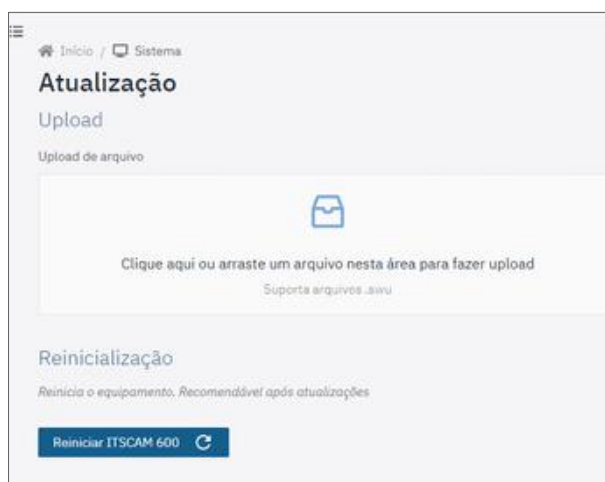 Início / Sistema
Atualização
Upload
Upload de arquivo
Clique aqui ou arraste um arquivo nesta área para fazer upload
Suporta arquivos .swu
Reinicialização
Reinicia o equipamento. Recomendável após atualizações
Reiniciar ITSCAM 600